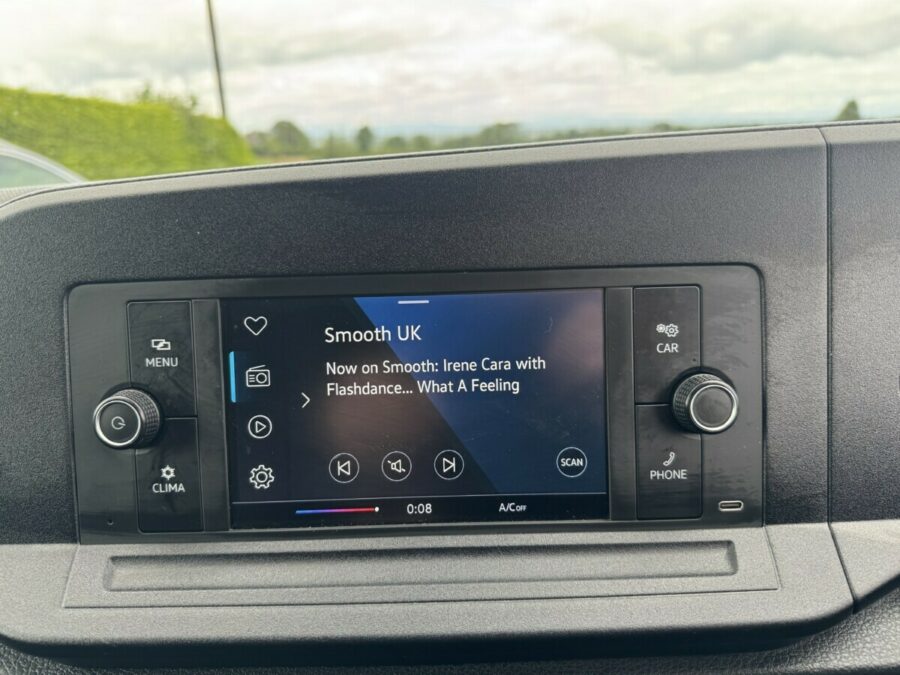 MENU
CLIMA
Smooth UK
Now on Smooth: Irene Cara with
Flashdance... What A Feeling
SCAN
0:08
A/C OFF
CAR
PHONE